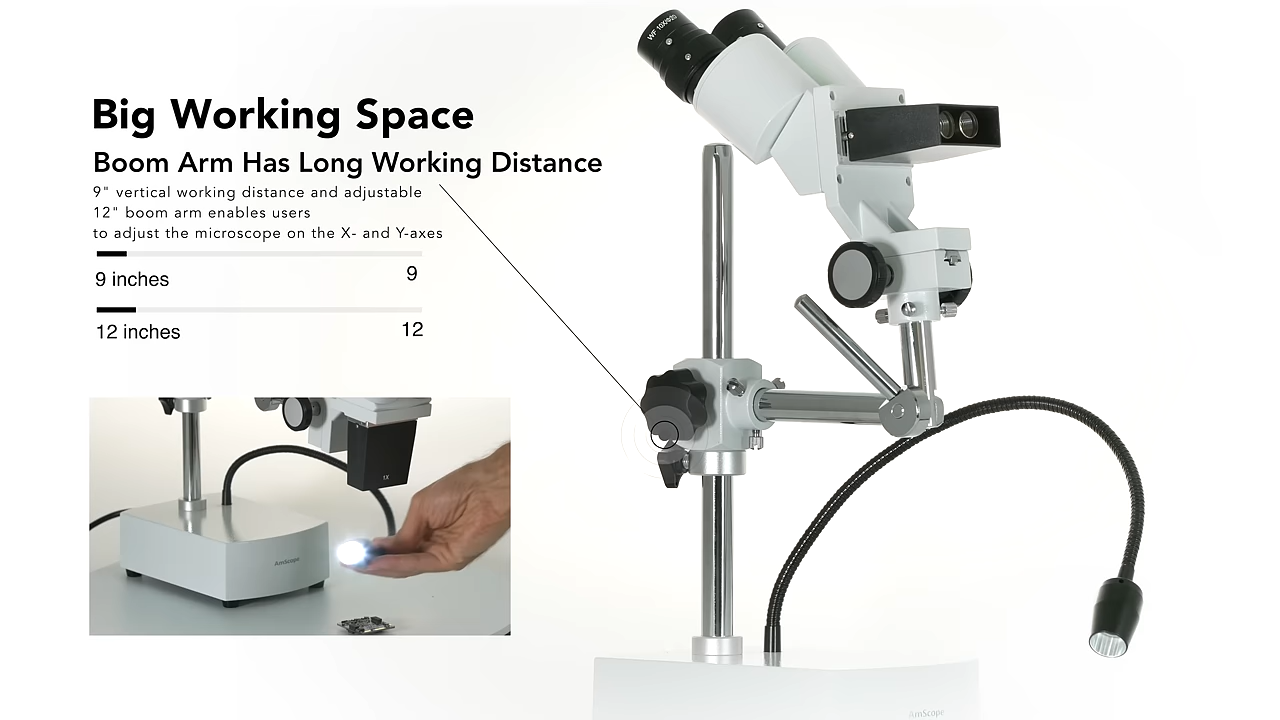 Big Working Space
Boom Arm Has Long Working Distance
9" vertical working distance and adjustable
12" boom arm enables users
to adjust the microscope on the X- and Y-axes
9 inches 9
12 inches 12
WF 10X/Φ20
1X
AmScope
AmScope